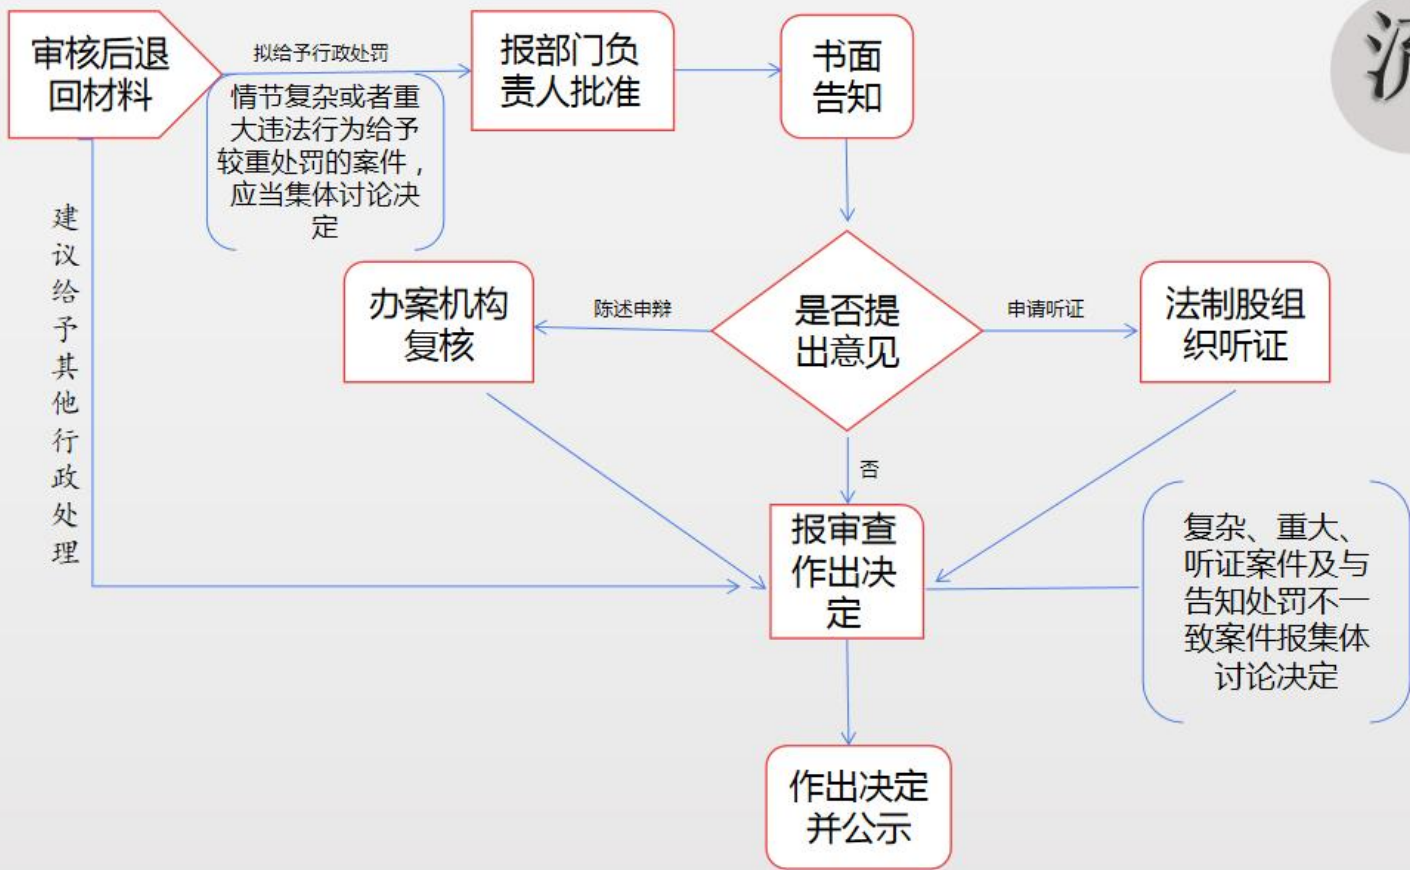 审核后退
回材料
拟给予行政处罚
情节复杂或者重
大违法行为给予
较重处罚的案件，
应当集体讨论决
定
报部门负
责人批准
书面
告知
建议给予其他行政处理
办案机构
复核
陈述申辩
是否提
出意见
申请听证
法制股组
织听证
否
报审查
作出决
定
复杂、重大、
听证案件及与
告知处罚不一
致案件报集体
讨论决定
作出决定
并公示